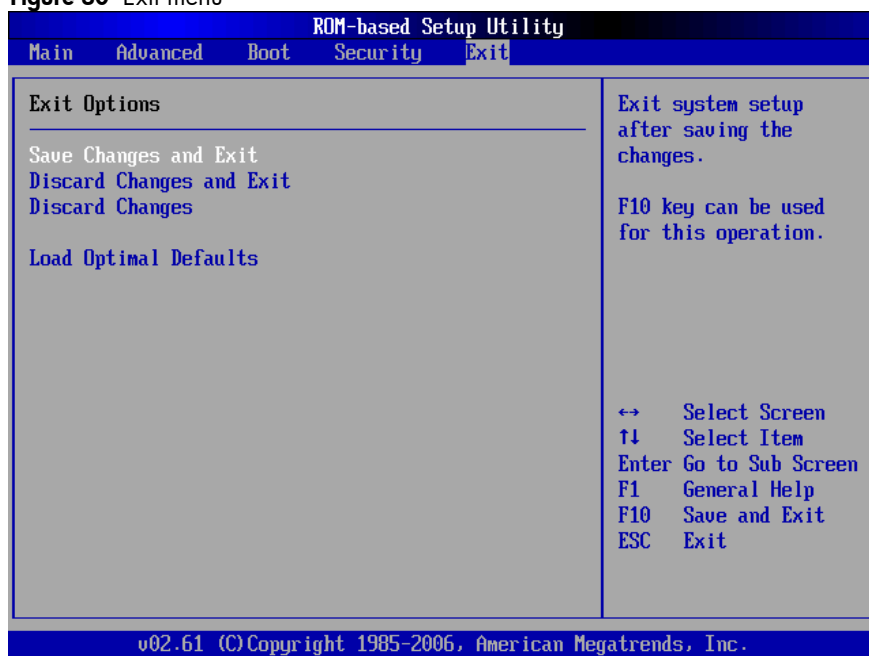 Figure 30 Exit menu
ROM-based Setup Utility
Main Advanced Boot Security Exit
Exit Options
Save Changes and Exit
Discard Changes and Exit
Discard Changes
Load Optimal Defaults
Exit system setup
after saving the
changes.
F10 key can be used
for this operation.
↔ Select Screen
↑↓ Select Item
Enter Go to Sub Screen
F1 General Help
F10 Save and Exit
ESC Exit
v02.61 (C)Copyright 1985-2006, American Megatrends, Inc.